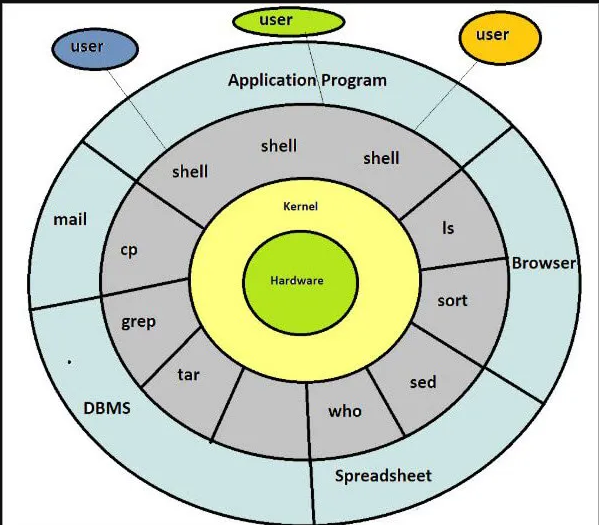 user
user
user
Application Program
shell
shell
shell
mail
cp
Kernel
ls
Browser
Hardware
sort
grep
tar
sed
DBMS
who
Spreadsheet